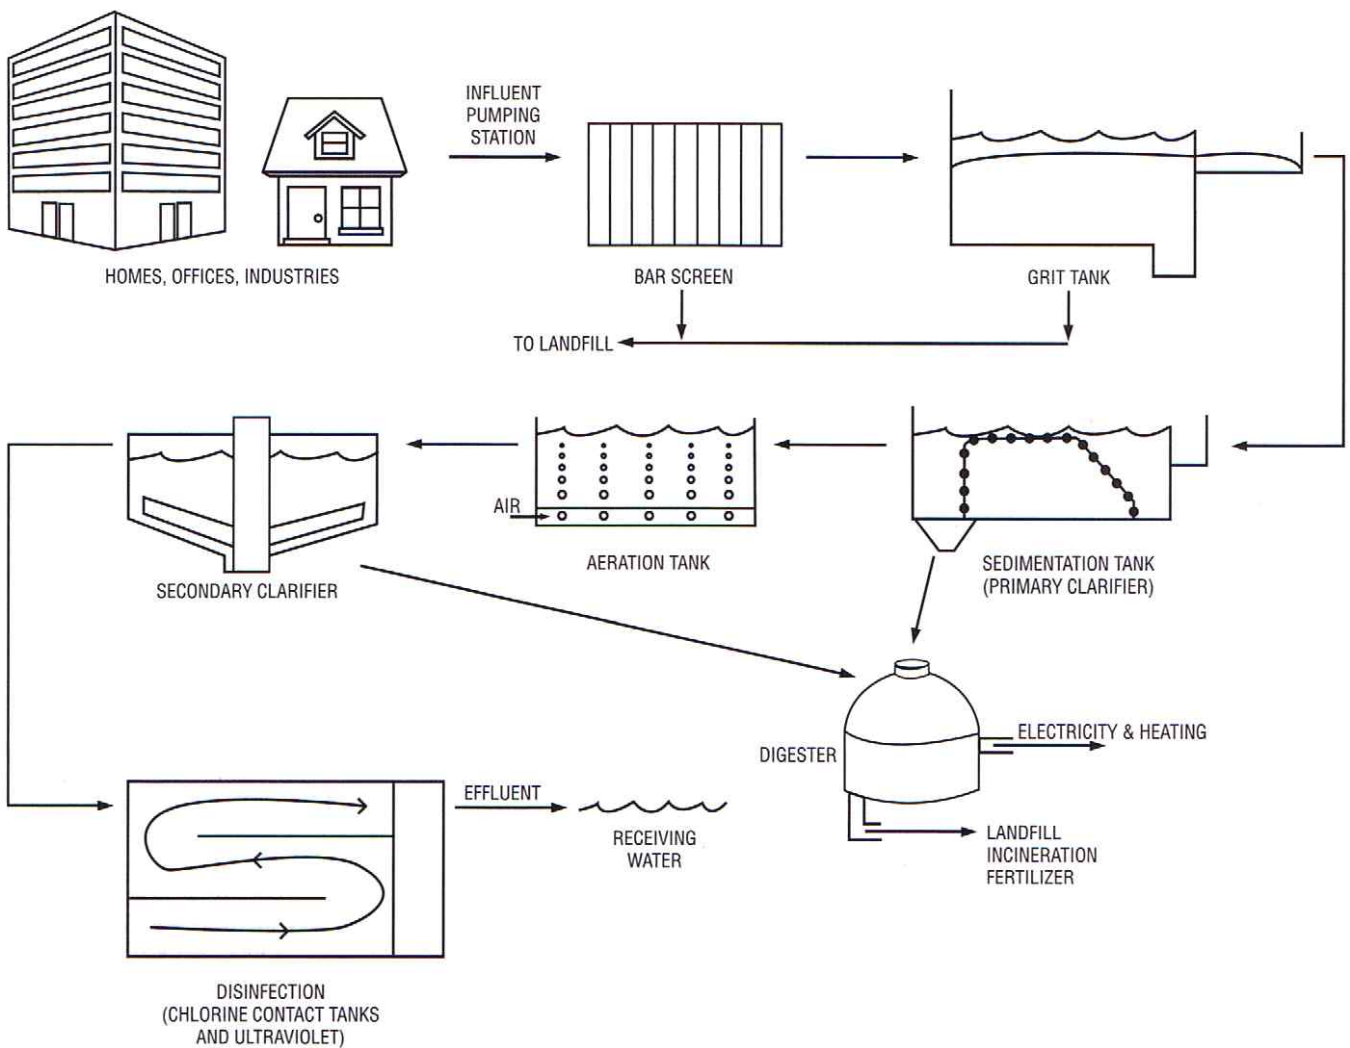 INFLUENT
PUMPING
STATION
HOMES, OFFICES, INDUSTRIES
BAR SCREEN
GRIT TANK
TO LANDFILL
AIR
SECONDARY CLARIFIER
AERATION TANK
SEDIMENTATION TANK
(PRIMARY CLARIFIER)
DIGESTER
ELECTRICITY & HEATING
LANDFILL
INCINERATION
FERTILIZER
EFFLUENT
RECEIVING
WATER
DISINFECTION
(CHLORINE CONTACT TANKS
AND ULTRAVIOLET)